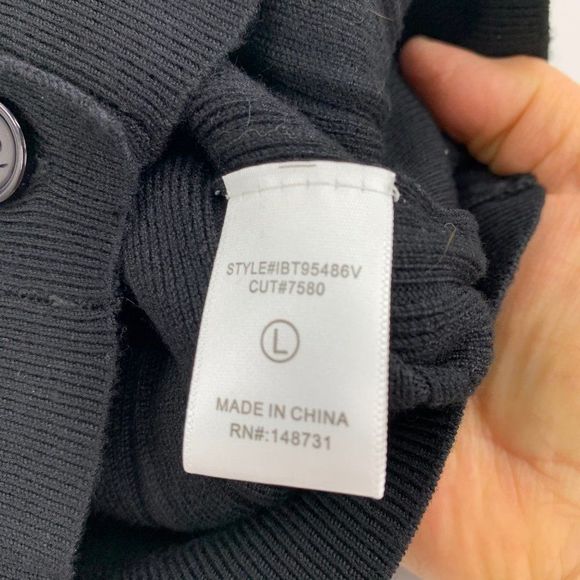 STYLE#IBT95486V
CUT#7580
L
MADE IN CHINA
RN#:148731